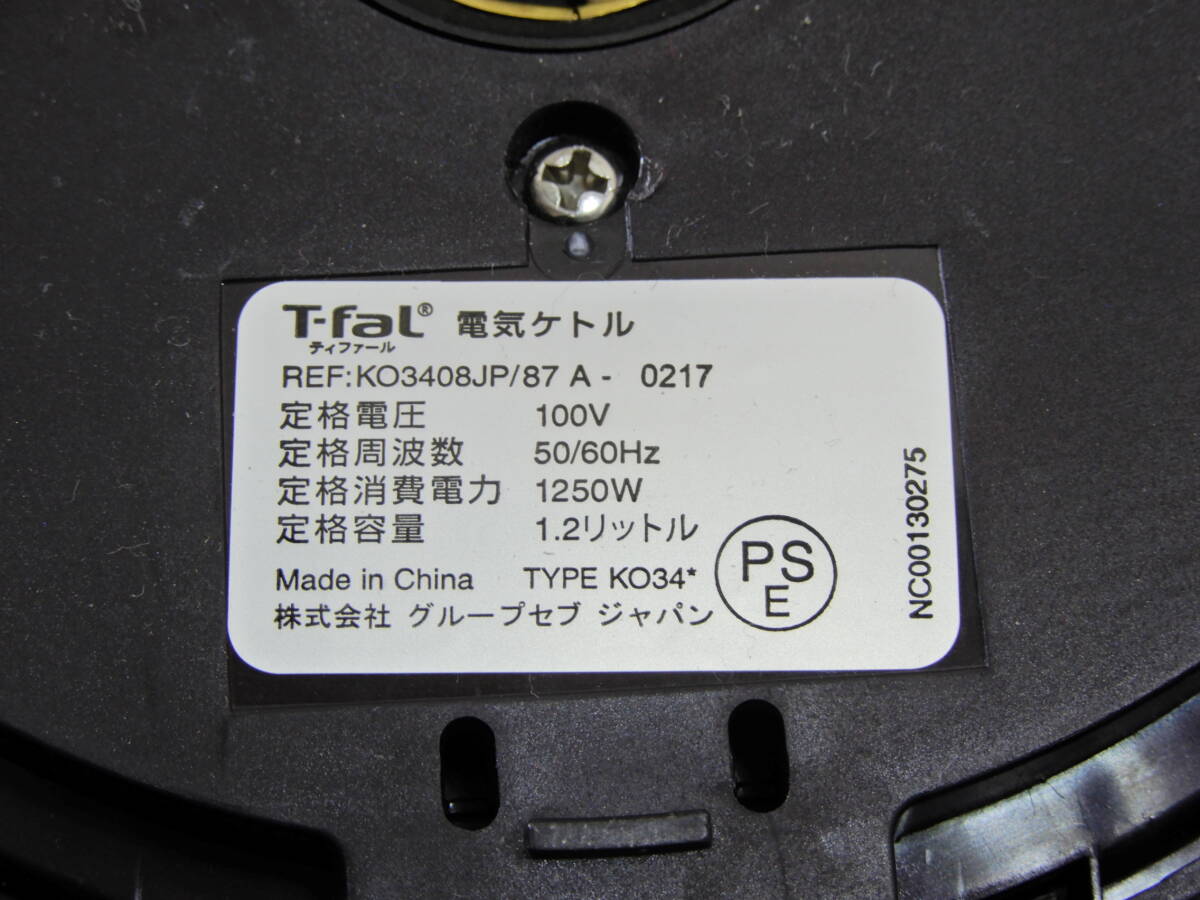 T-faL® 電気ケトル
ティファール
REF:KO3408JP/87 A - 0217
定格電圧 100V
定格周波数 50/60Hz
定格消費電力 1250W
定格容量 1.2リットル
Made in China TYPE KO34*
株式会社 グループセブ ジャパン
PS
E
NC00130275